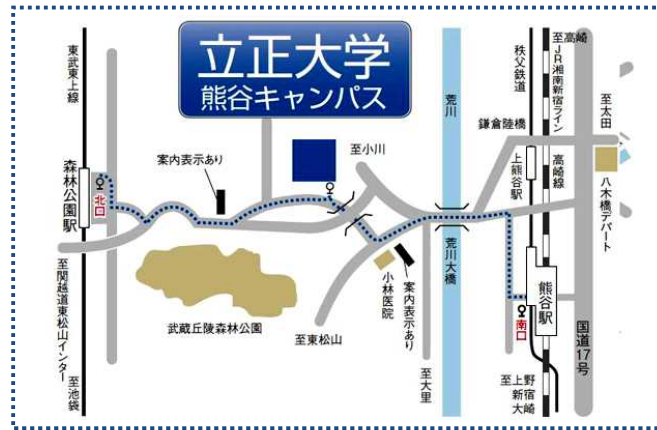 立正大学
熊谷キャンパス
東武東上線
森林公園駅
北口
案内表示あり
至小川
荒川
秩父鉄道
至高崎
JR湘南新宿ライン
高崎線
鎌倉陸橋
至太田
上熊谷駅
八木橋デパート
至関越道東松山インター
至池袋
武蔵丘陵森林公園
至東松山
小林医院
案内表示あり
荒川大橋
至大里
熊谷駅
南口
国道17号
至上野
新宿
大崎